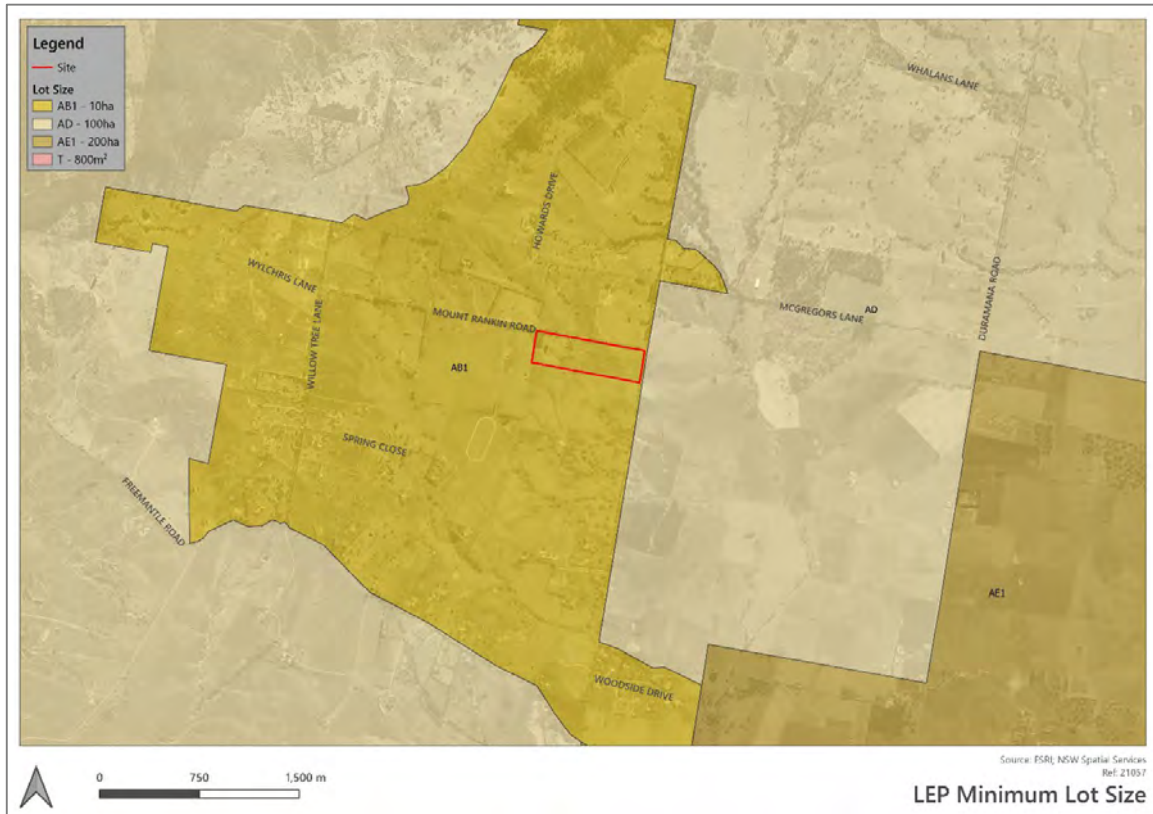 Legend
Site
Lot Size
AB1 - 10ha
AD - 100ha
AE1 - 200ha
T - 800m²
WHALANS LANE
HOWARDS DRIVE
WYLCHRIS LANE
WILLOW TREE LANE
MOUNT RANKIN ROAD
MCGREGORS LANE
AD
DURAMANA ROAD
AB1
SPRING CLOSE
FREEMANTLE ROAD
AE1
WOODSIDE DRIVE
0 750 1,500 m
Source: ESRI; NSW Spatial Services
Ref: 21057
LEP Minimum Lot Size